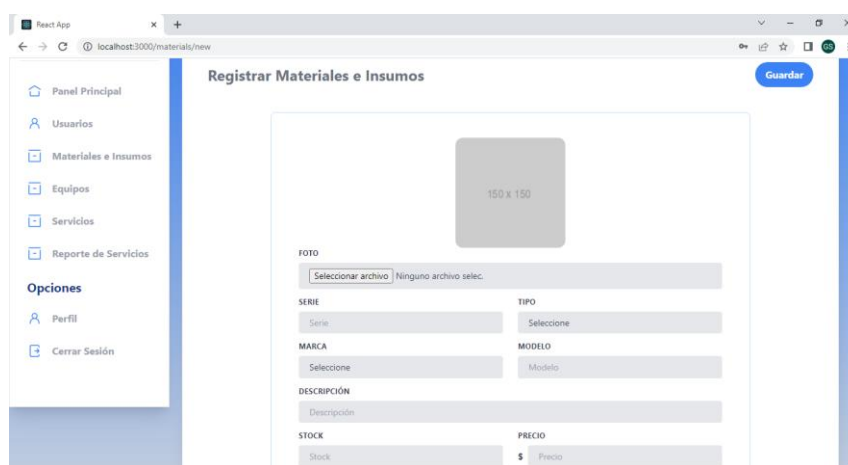 React App
localhost:3000/materials/new
GS
Panel Principal
Usuarios
Materiales e Insumos
Equipos
Servicios
Reporte de Servicios
Opciones
Perfil
Cerrar Sesión
Registrar Materiales e Insumos
Guardar
150 x 150
FOTO
Seleccionar archivo Ninguno archivo selec.
SERIE TIPO
Serie Seleccione
MARCA MODELO
Seleccione Modelo
DESCRIPCIÓN
Descripción
STOCK PRECIO
Stock $ Precio